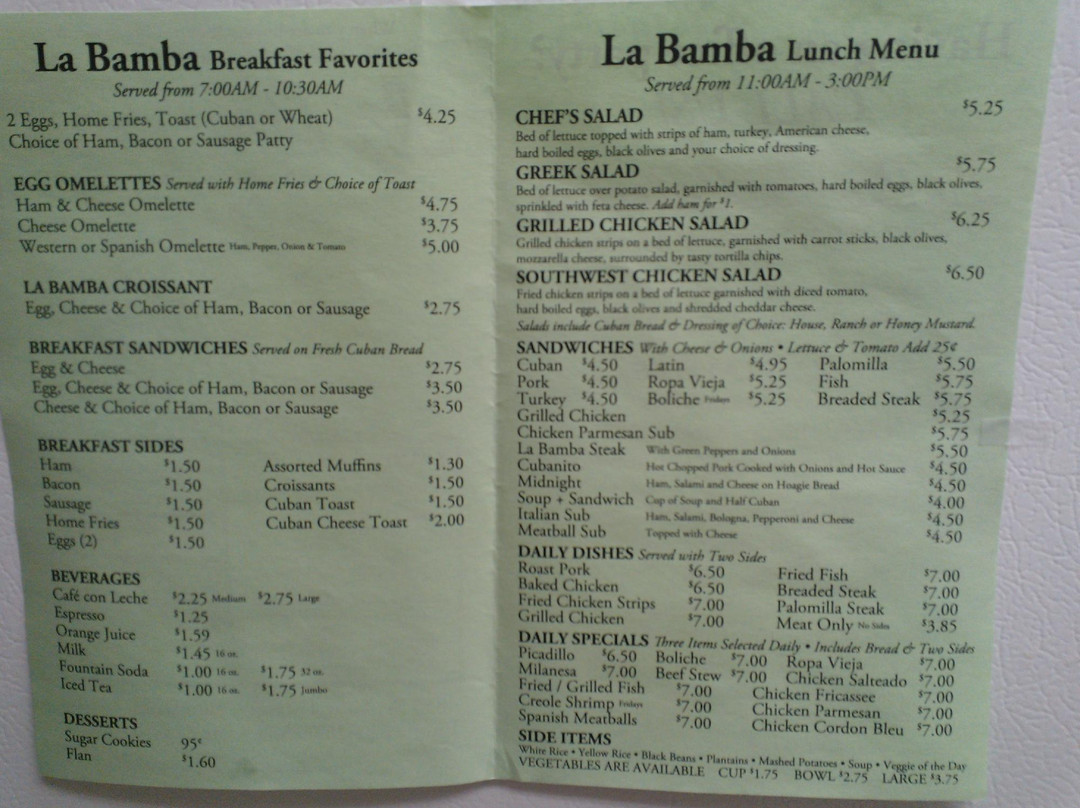 La Bamba Breakfast Favorites
Served from 7:00AM - 10:30AM
2 Eggs, Home Fries, Toast (Cuban or Wheat) $4.25
Choice of Ham, Bacon or Sausage Patty
EGG OMELETTES Served with Home Fries & Choice of Toast
Ham & Cheese Omelette $4.75
Cheese Omelette $3.75
Western or Spanish Omelette Ham, Pepper, Onion & Tomato $5.00
LA BAMBA CROISSANT
Egg, Cheese & Choice of Ham, Bacon or Sausage $2.75
BREAKFAST SANDWICHES Served on Fresh Cuban Bread
Egg & Cheese $2.75
Egg, Cheese & Choice of Ham, Bacon or Sausage $3.50
Cheese & Choice of Ham, Bacon or Sausage $3.50
BREAKFAST SIDES
Ham $1.50 Assorted Muffins $1.30
Bacon $1.50 Croissants $1.50
Sausage $1.50 Cuban Toast $1.50
Home Fries $1.50 Cuban Cheese Toast $2.00
Eggs (2) $1.50
BEVERAGES
Café con Leche $2.25 Medium $2.75 Large
Espresso $1.25
Orange Juice $1.59
Milk $1.45 16 oz.
Fountain Soda $1.00 16 oz. $1.75 32 oz.
Iced Tea $1.00 16 oz. $1.75 Jumbo
DESSERTS
Sugar Cookies 95¢
Flan $1.60
La Bamba Lunch Menu
Served from 11:00AM - 3:00PM
CHEF'S SALAD $5.25
Bed of lettuce topped with strips of ham, turkey, American cheese,
hard boiled eggs, black olives and your choice of dressing.
GREEK SALAD $5.75
Bed of lettuce over potato salad, garnished with tomatoes, hard boiled eggs, black olives,
sprinkled with feta cheese. Add ham for $1.
GRILLED CHICKEN SALAD $6.25
Grilled chicken strips on a bed of lettuce, garnished with carrot sticks, black olives,
mozzarella cheese, surrounded by tasty tortilla chips.
SOUTHWEST CHICKEN SALAD $6.50
Fried chicken strips on a bed of lettuce garnished with diced tomato,
hard boiled eggs, black olives and shredded cheddar cheese.
Salads include Cuban Bread & Dressing of Choice: House, Ranch or Honey Mustard.
SANDWICHES With Cheese & Onions • Lettuce & Tomato Add 25¢
Cuban $4.50 Latin $4.95 Palomilla $5.50
Pork $4.50 Ropa Vieja $5.25 Fish $5.75
Turkey $4.50 Boliche Fridays $5.25 Breaded Steak $5.75
Grilled Chicken $5.25
Chicken Parmesan Sub $5.75
La Bamba Steak With Green Peppers and Onions $5.50
Cubanito Hot Chopped Pork Cooked with Onions and Hot Sauce $4.50
Midnight Ham, Salami and Cheese on Hoagie Bread $4.50
Soup + Sandwich Cup of Soup and Half Cuban $4.00
Italian Sub Ham, Salami, Bologna, Pepperoni and Cheese $4.50
Meatball Sub Topped with Cheese $4.50
DAILY DISHES Served with Two Sides
Roast Pork $6.50 Fried Fish $7.00
Baked Chicken $6.50 Breaded Steak $7.00
Fried Chicken Strips $7.00 Palomilla Steak $7.00
Grilled Chicken $7.00 Meat Only No Sides $3.85
DAILY SPECIALS Three Items Selected Daily • Includes Bread & Two Sides
Picadillo $6.50 Boliche $7.00 Ropa Vieja $7.00
Milanesa $7.00 Beef Stew $7.00 Chicken Salteado $7.00
Fried / Grilled Fish $7.00 Chicken Fricassee $7.00
Creole Shrimp Fridays $7.00 Chicken Parmesan $7.00
Spanish Meatballs $7.00 Chicken Cordon Bleu $7.00
SIDE ITEMS
White Rice • Yellow Rice • Black Beans • Plantains • Mashed Potatoes • Soup • Veggie of the Day
VEGETABLES ARE AVAILABLE CUP $1.75 BOWL $2.75 LARGE $3.75